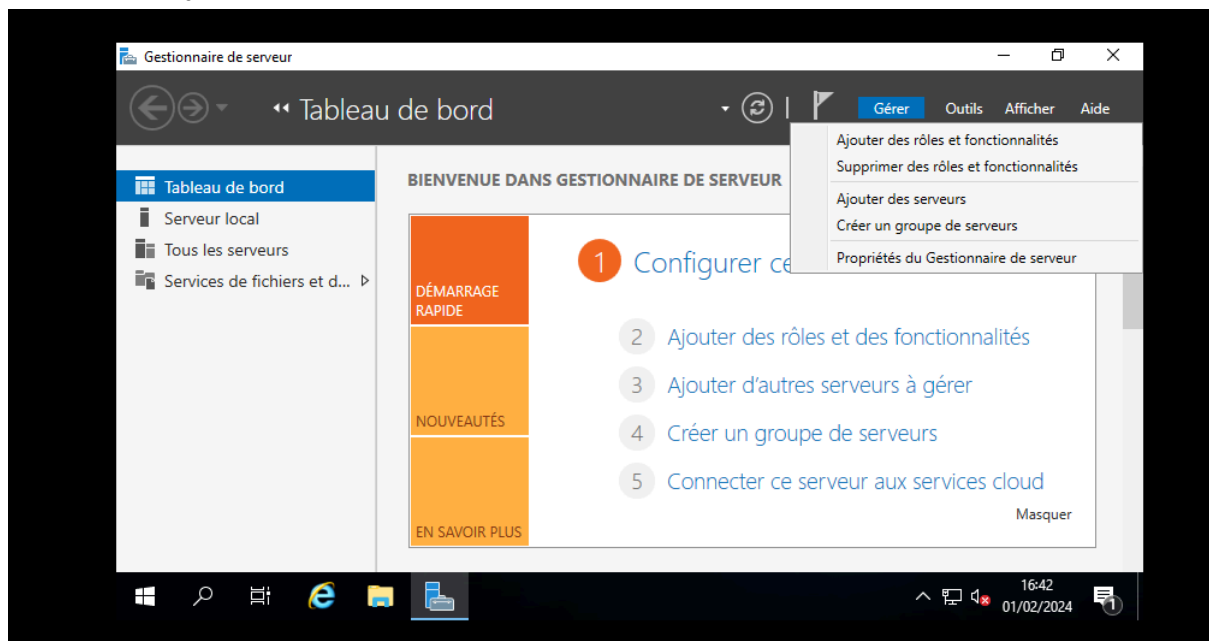 Gestionnaire de serveur
Tableau de bord
Gérer Outils Afficher Aide
Ajouter des rôles et fonctionnalités
Supprimer des rôles et fonctionnalités
Ajouter des serveurs
Créer un groupe de serveurs
Propriétés du Gestionnaire de serveur
Tableau de bord
Serveur local
Tous les serveurs
Services de fichiers et d...
BIENVENUE DANS GESTIONNAIRE DE SERVEUR
DÉMARRAGE
RAPIDE
NOUVEAUTÉS
EN SAVOIR PLUS
1 Configurer ce
2 Ajouter des rôles et des fonctionnalités
3 Ajouter d'autres serveurs à gérer
4 Créer un groupe de serveurs
5 Connecter ce serveur aux services cloud
Masquer
16:42
01/02/2024
1